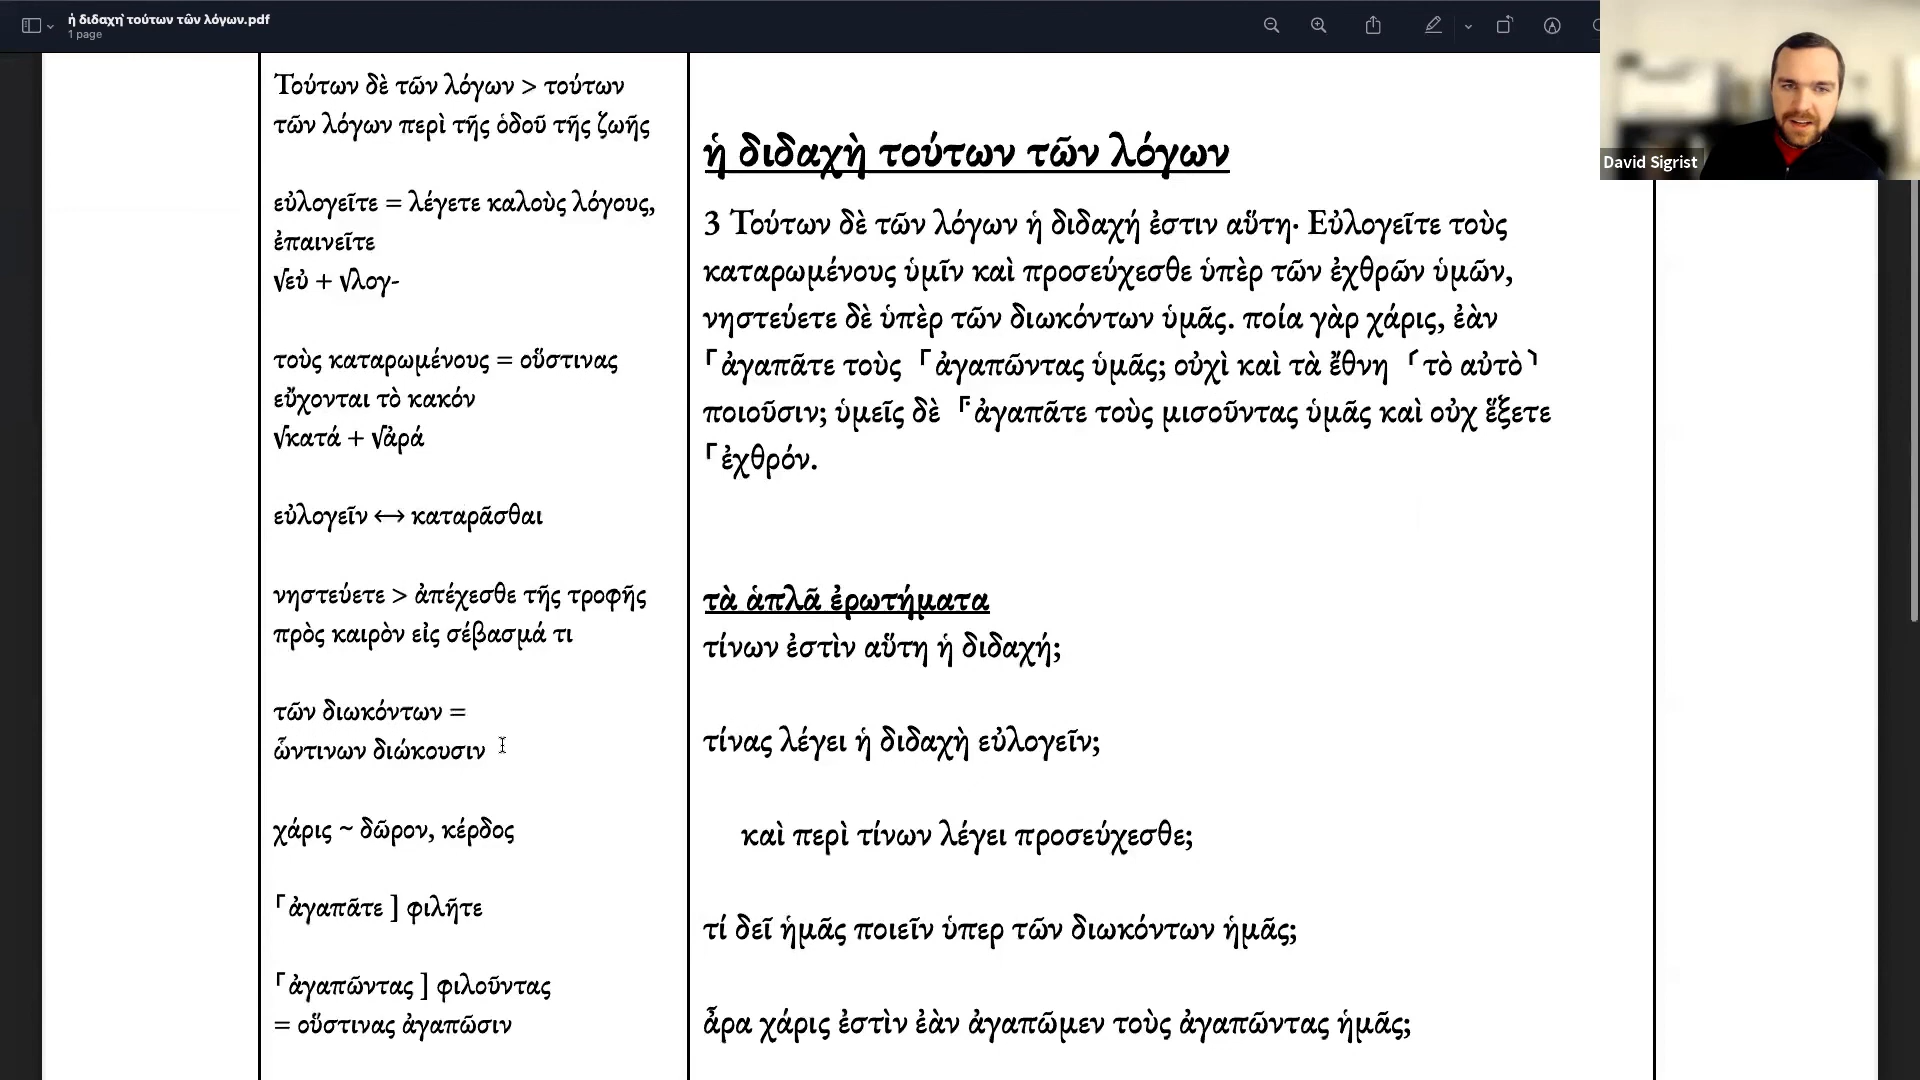 ἡ διδαχὴ τούτων τῶν λόγων.pdf
1 page
Τούτων δὲ τῶν λόγων > τούτων
τῶν λόγων περὶ τῆς ὁδοῦ τῆς ζωῆς
εὐλογεῖτε = λέγετε καλοὺς λόγους,
ἐπαινεῖτε
√εὐ + √λογ-
τοὺς καταρωμένους = οὕστινας
εὔχονται τὸ κακόν
√κατά + √ἀρά
εὐλογεῖν ↔ καταρᾶσθαι
νηστεύετε > ἀπέχεσθε τῆς τροφῆς
πρὸς καιρὸν εἰς σέβασμά τι
τῶν διωκόντων =
ὧντινων διώκουσιν
χάρις ~ δῶρον, κέρδος
⸀ἀγαπᾶτε ] φιλῆτε
⸀ἀγαπῶντας ] φιλοῦντας
= οὕστινας ἀγαπῶσιν
ἡ διδαχὴ τούτων τῶν λόγων
3 Τούτων δὲ τῶν λόγων ἡ διδαχή ἐστιν αὕτη· Εὐλογεῖτε τοὺς
καταρωμένους ὑμῖν καὶ προσεύχεσθε ὑπὲρ τῶν ἐχθρῶν ὑμῶν,
νηστεύετε δὲ ὑπὲρ τῶν διωκόντων ὑμᾶς. ποία γὰρ χάρις, ἐὰν
⸀ἀγαπᾶτε τοὺς ⸀ἀγαπῶντας ὑμᾶς; οὐχὶ καὶ τὰ ἔθνη ⸂τὸ αὐτὸ⸃
ποιοῦσιν; ὑμεῖς δὲ ⸁ἀγαπᾶτε τοὺς μισοῦντας ὑμᾶς καὶ οὐχ ἕξετε
⸀ἐχθρόν.
τὰ ἁπλᾶ ἐρωτήματα
τίνων ἐστὶν αὕτη ἡ διδαχή;
τίνας λέγει ἡ διδαχὴ εὐλογεῖν;
καὶ περὶ τίνων λέγει προσεύχεσθε;
τί δεῖ ἡμᾶς ποιεῖν ὑπερ τῶν διωκόντων ἡμᾶς;
ἆρα χάρις ἐστὶν ἐὰν ἀγαπῶμεν τοὺς ἀγαπῶντας ἡμᾶς;
David Sigrist